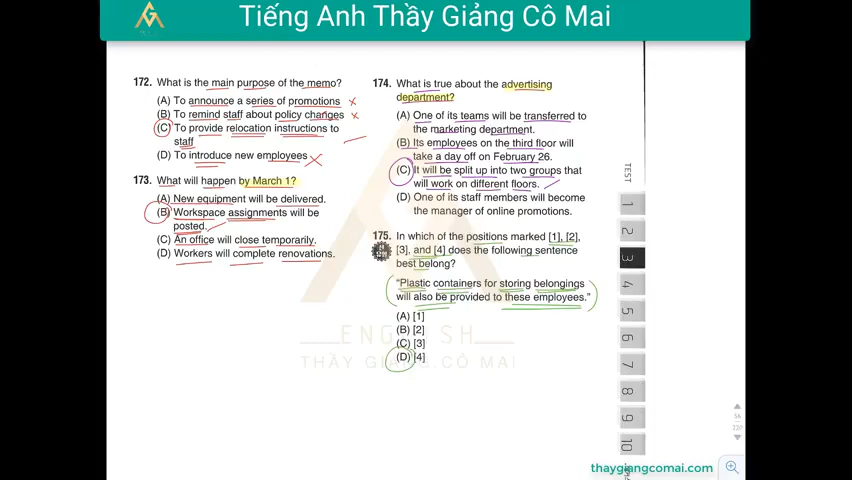 Tiếng Anh Thầy Giảng Cô Mai
172. What is the main purpose of the memo?
(A) To announce a series of promotions
(B) To remind staff about policy changes
(C) To provide relocation instructions to
staff
(D) To introduce new employees
173. What will happen by March 1?
(A) New equipment will be delivered.
(B) Workspace assignments will be
posted.
(C) An office will close temporarily.
(D) Workers will complete renovations.
174. What is true about the advertising
department?
(A) One of its teams will be transferred to
the marketing department.
(B) Its employees on the third floor will
take a day off on February 26.
(C) It will be split up into two groups that
will work on different floors.
(D) One of its staff members will become
the manager of online promotions.
175. In which of the positions marked [1], [2],
[3], and [4] does the following sentence
best belong?
"Plastic containers for storing belongings
will also be provided to these employees."
(A) [1]
(B) [2]
(C) [3]
(D) [4]
ENGLISH
THẦY GIẢNG.CÔ MAI
TEST
1
2
3
4
5
6
7
8
9
10
thaygiangcomai.com